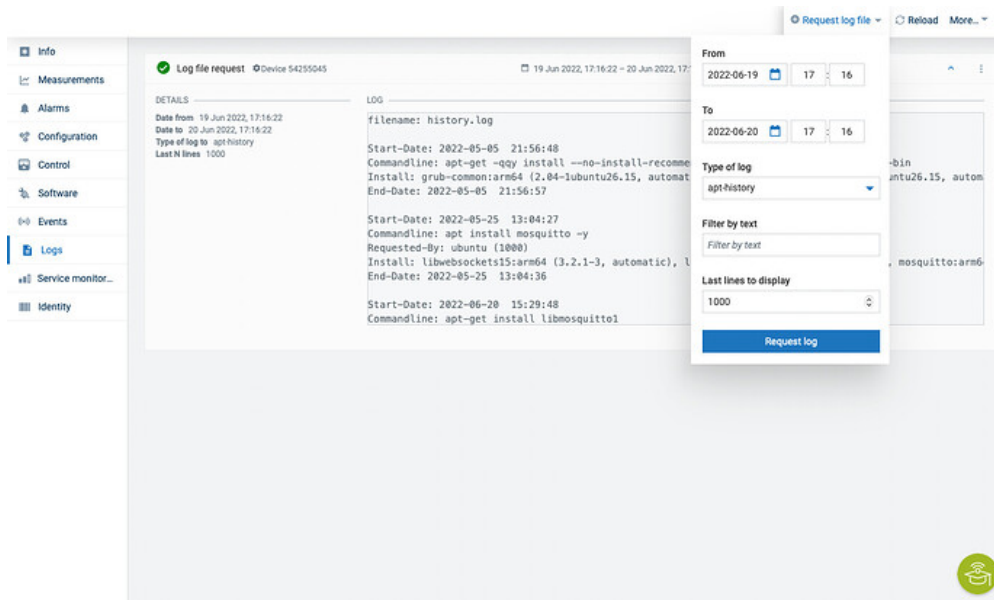 Request log file
Reload
More...
Info
Measurements
Alarms
Configuration
Control
Software
Events
Logs
Service monitor...
Identity
Log file request Device 54255045
19 Jun 2022, 17:16:22 – 20 Jun 2022, 17:
DETAILS
Date from 19 Jun 2022, 17:16:22
Date to 20 Jun 2022, 17:16:22
Type of log to apt-history
Last N lines 1000
LOG
filename: history.log
Start-Date: 2022-05-05 21:56:48
Commandline: apt-get -qqy install --no-install-recomme -bin
Install: grub-common:arm64 (2.04-1ubuntu26.15, automat untu26.15, autom
End-Date: 2022-05-05 21:56:57
Start-Date: 2022-05-25 13:04:27
Commandline: apt install mosquitto -y
Requested-By: ubuntu (1000)
Install: libwebsockets15:arm64 (3.2.1-3, automatic), l , mosquitto:arm6
End-Date: 2022-05-25 13:04:36
Start-Date: 2022-06-20 15:29:48
Commandline: apt-get install libmosquitto1
From
2022-06-19 17 : 16
To
2022-06-20 17 : 16
Type of log
apt-history
Filter by text
Filter by text
Last lines to display
1000
Request log